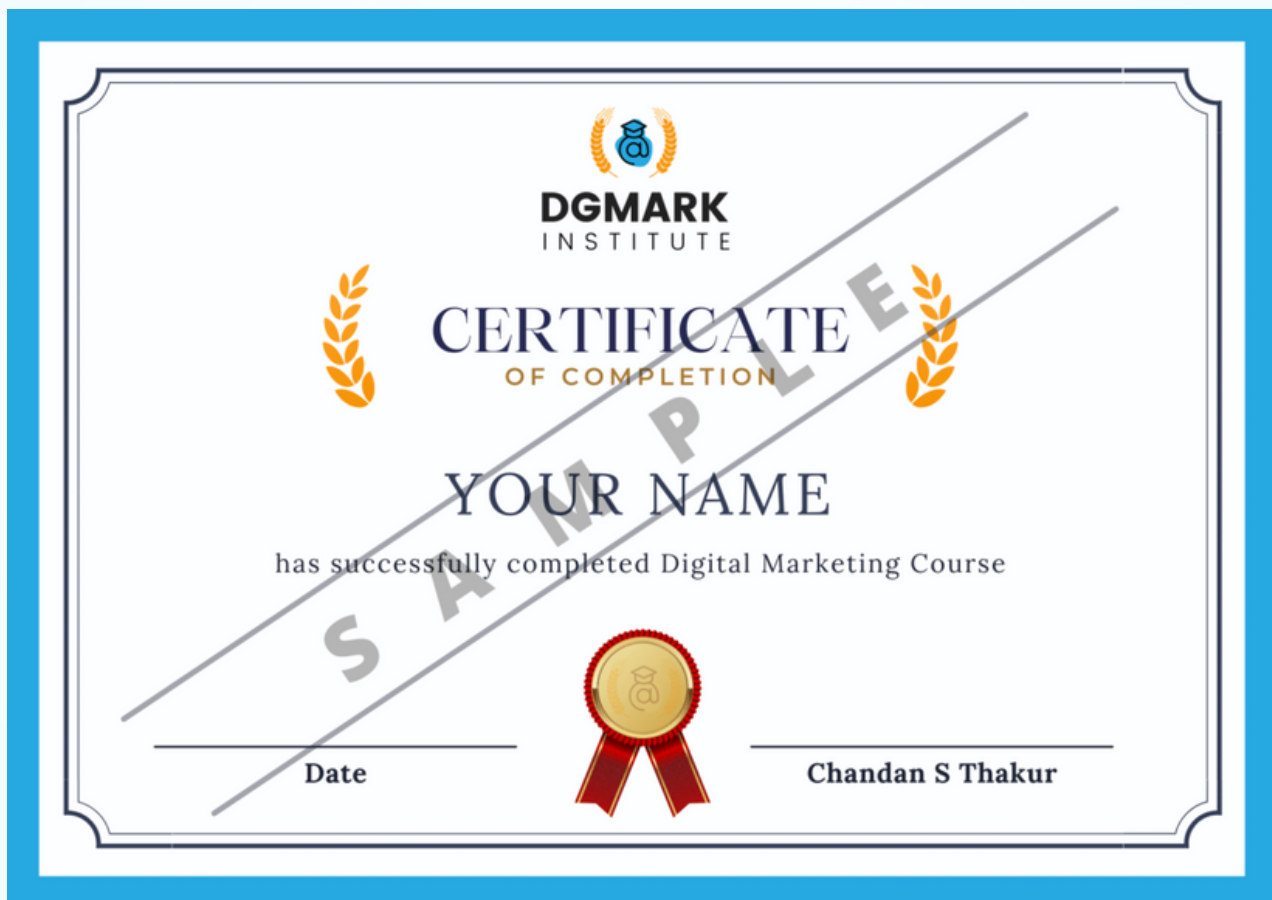 DGMARK
INSTITUTE
CERTIFICATE
OF COMPLETION
YOUR NAME
has successfully completed Digital Marketing Course
SAMPLE
Date
Chandan S Thakur